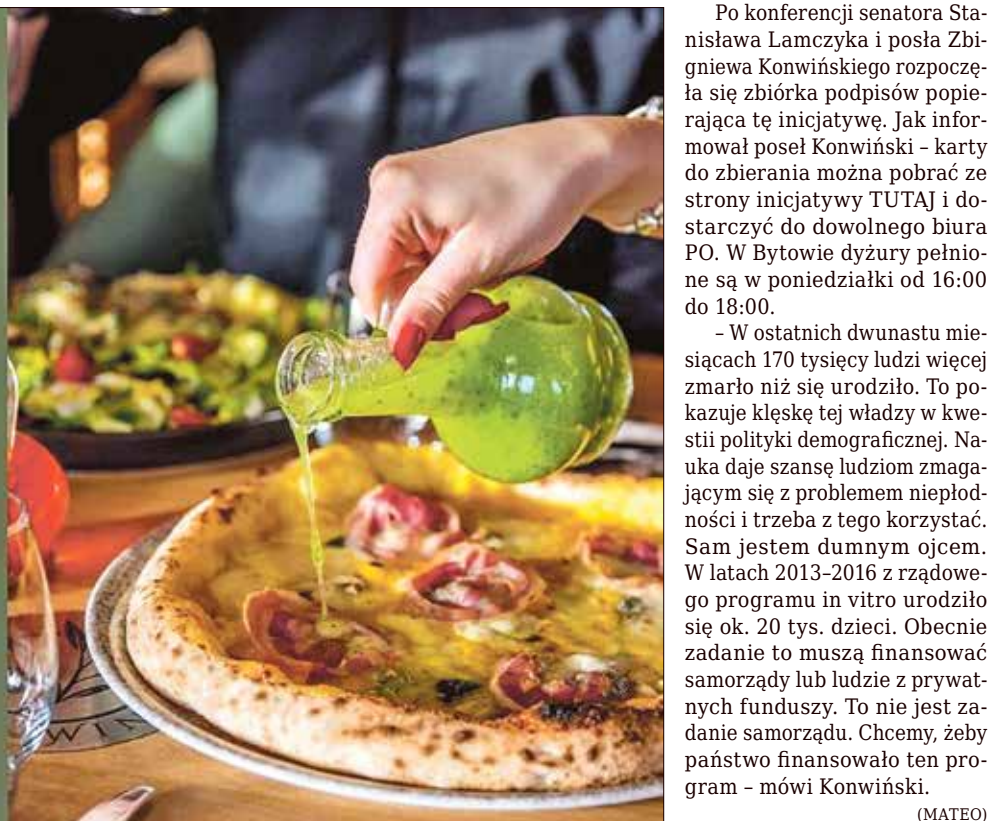 Po konferencji senatora Sta-
nisława Lamczyka i posła Zbi-
gniewa Konwińskiego rozpoczę-
ła się zbiórka podpisów popie-
rająca tę inicjatywę. Jak infor-
mował poseł Konwiński – karty
do zbierania można pobrać ze
strony inicjatywy TUTAJ i do-
starczyć do dowolnego biura
PO. W Bytowie dyżury pełnio-
ne są w poniedziałki od 16:00
do 18:00.
– W ostatnich dwunastu mie-
siącach 170 tysięcy ludzi więcej
zmarło niż się urodziło. To po-
kazuje klęskę tej władzy w kwe-
stii polityki demograficznej. Na-
uka daje szansę ludziom zmaga-
jącym się z problemem niepłod-
ności i trzeba z tego korzystać.
Sam jestem dumnym ojcem.
W latach 2013–2016 z rządowe-
go programu in vitro urodziło
się ok. 20 tys. dzieci. Obecnie
zadanie to muszą finansować
samorządy lub ludzie z prywat-
nych funduszy. To nie jest za-
danie samorządu. Chcemy, żeby
państwo finansowało ten pro-
gram – mówi Konwiński.
(MATEO)